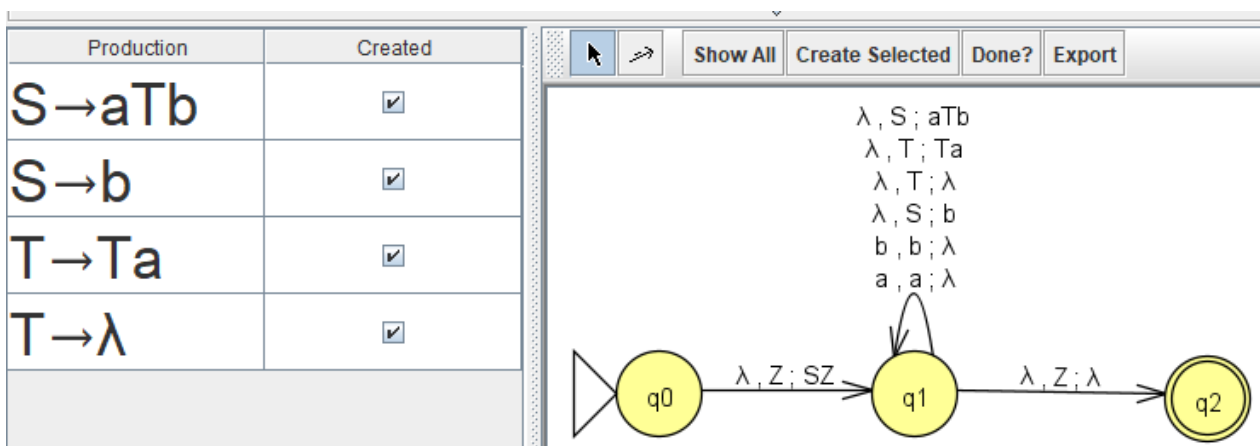 Production Created
S→aTb
S→b
T→Ta
T→λ
Show All Create Selected Done? Export
λ , S ; aTb
λ , T ; Ta
λ , T ; λ
λ , S ; b
b , b ; λ
a , a ; λ
q0 λ , Z ; SZ q1 λ , Z ; λ q2